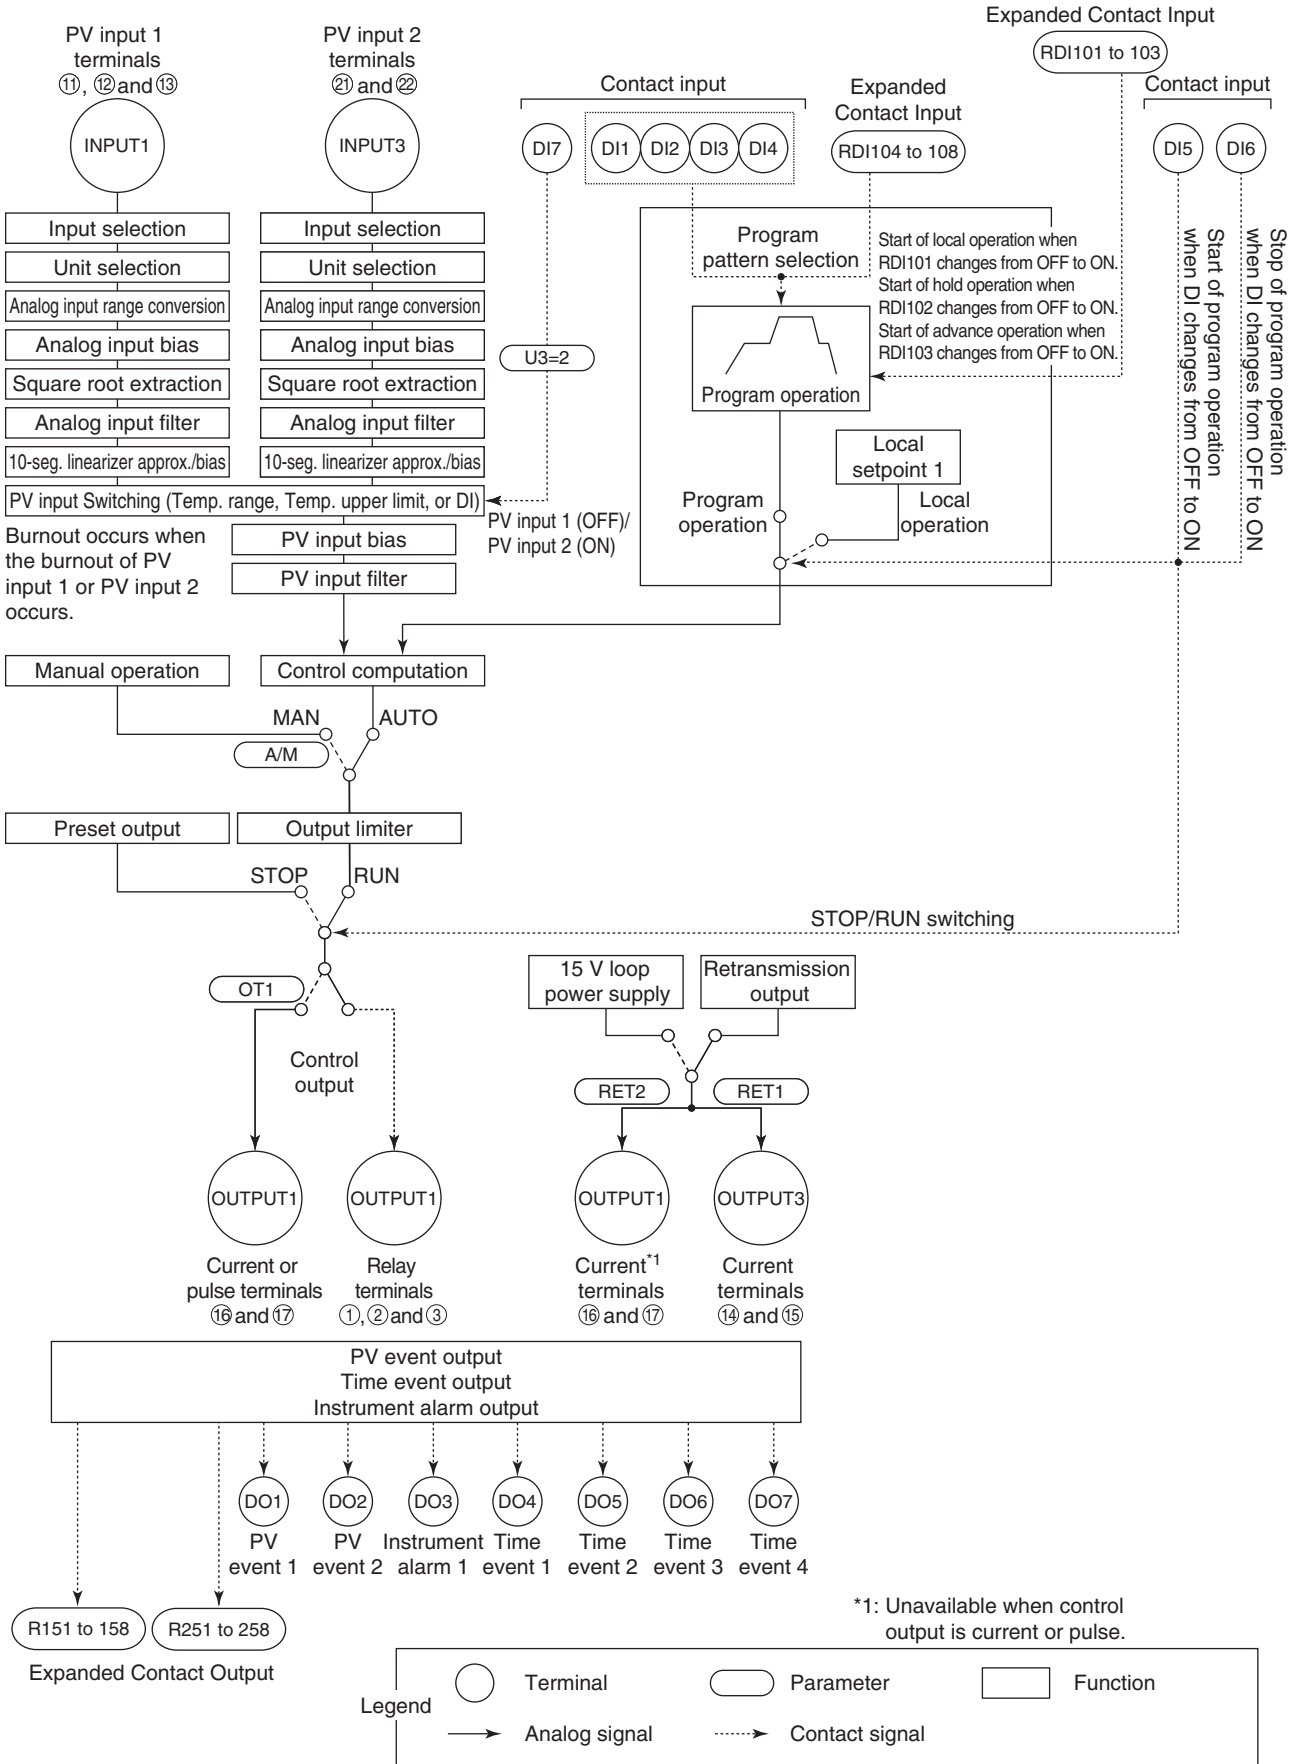 Expanded Contact Input
RDI101 to 103
PV input 1
terminals
⑪, ⑫ and ⑬
INPUT1
PV input 2
terminals
㉑ and ㉒
INPUT3
Contact input
DI7
DI1
DI2
DI3
DI4
Expanded
Contact Input
RDI104 to 108
Contact input
DI5
DI6
Input selection
Unit selection
Analog input range conversion
Analog input bias
Square root extraction
Analog input filter
10-seg. linearizer approx./bias
Input selection
Unit selection
Analog input range conversion
Analog input bias
Square root extraction
Analog input filter
10-seg. linearizer approx./bias
U3=2
PV input Switching (Temp. range, Temp. upper limit, or DI)
PV input 1 (OFF)/
PV input 2 (ON)
Burnout occurs when
the burnout of PV
input 1 or PV input 2
occurs.
PV input bias
PV input filter
Program
pattern selection
Start of local operation when
RDI101 changes from OFF to ON.
Start of hold operation when
RDI102 changes from OFF to ON.
Start of advance operation when
RDI103 changes from OFF to ON.
Program operation
Local
setpoint 1
Program
operation
Local
operation
Start of program operation
when DI changes from OFF to ON
Stop of program operation
when DI changes from OFF to ON
Manual operation
Control computation
MAN
AUTO
A/M
Preset output
Output limiter
STOP
RUN
STOP/RUN switching
OT1
Control
output
15 V loop
power supply
Retransmission
output
RET2
RET1
OUTPUT1
OUTPUT1
OUTPUT1
OUTPUT3
Current or
pulse terminals
⑯ and ⑰
Relay
terminals
①, ② and ③
Current*1
terminals
⑯ and ⑰
Current
terminals
⑭ and ⑮
PV event output
Time event output
Instrument alarm output
DO1
DO2
DO3
DO4
DO5
DO6
DO7
PV
event 1
PV
event 2
Instrument
alarm 1
Time
event 1
Time
event 2
Time
event 3
Time
event 4
R151 to 158
R251 to 258
Expanded Contact Output
*1: Unavailable when control
output is current or pulse.
Legend
Terminal
Parameter
Function
Analog signal
Contact signal